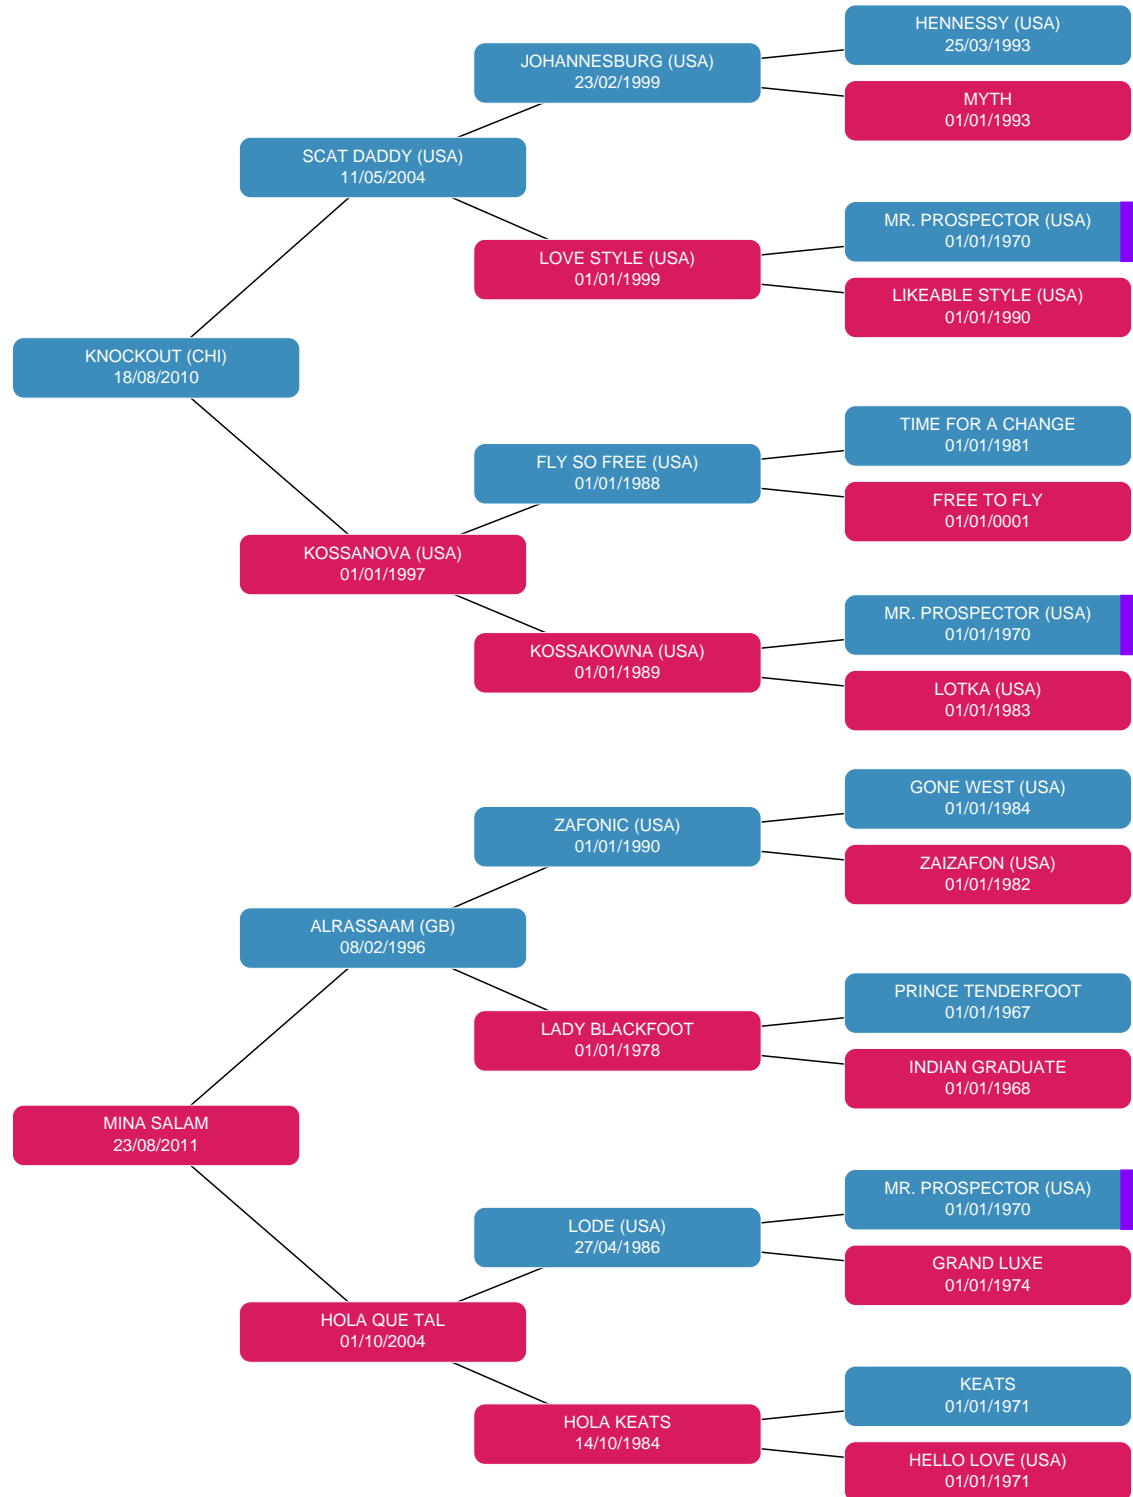 HENNESSY (USA)
25/03/1993
JOHANNESBURG (USA)
23/02/1999
MYTH
01/01/1993
SCAT DADDY (USA)
11/05/2004
MR. PROSPECTOR (USA)
01/01/1970
LOVE STYLE (USA)
01/01/1999
LIKEABLE STYLE (USA)
01/01/1990
KNOCKOUT (CHI)
18/08/2010
TIME FOR A CHANGE
01/01/1981
FLY SO FREE (USA)
01/01/1988
FREE TO FLY
01/01/0001
KOSSANOVA (USA)
01/01/1997
MR. PROSPECTOR (USA)
01/01/1970
KOSSAKOWNA (USA)
01/01/1989
LOTKA (USA)
01/01/1983
GONE WEST (USA)
01/01/1984
ZAFONIC (USA)
01/01/1990
ZAIZAFON (USA)
01/01/1982
ALRASSAAM (GB)
08/02/1996
PRINCE TENDERFOOT
01/01/1967
LADY BLACKFOOT
01/01/1978
INDIAN GRADUATE
01/01/1968
MINA SALAM
23/08/2011
MR. PROSPECTOR (USA)
01/01/1970
LODE (USA)
27/04/1986
GRAND LUXE
01/01/1974
HOLA QUE TAL
01/10/2004
KEATS
01/01/1971
HOLA KEATS
14/10/1984
HELLO LOVE (USA)
01/01/1971